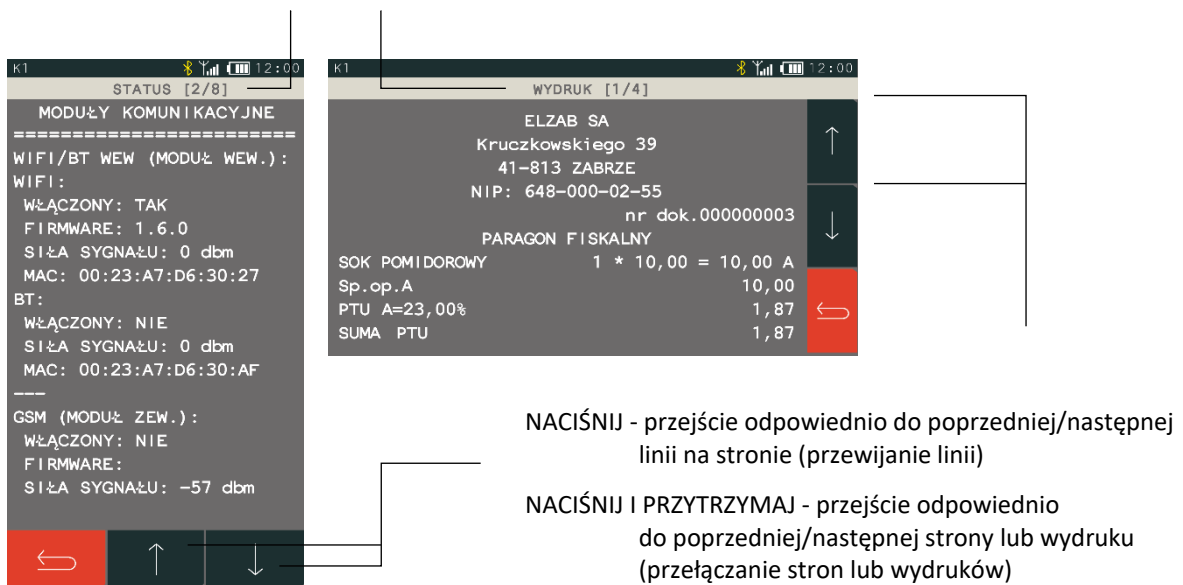 K1 12:00
STATUS [2/8]
MODUŁY KOMUNIKACYJNE
=========================
WIFI/BT WEW (MODUŁ WEW.):
WIFI:
WŁĄCZONY: TAK
FIRMWARE: 1.6.0
SIŁA SYGNAŁU: 0 dbm
MAC: 00:23:A7:D6:30:27
BT:
WŁĄCZONY: NIE
SIŁA SYGNAŁU: 0 dbm
MAC: 00:23:A7:D6:30:AF
---
GSM (MODUŁ ZEW.):
WŁĄCZONY: NIE
FIRMWARE:
SIŁA SYGNAŁU: -57 dbm
K1 12:00
WYDRUK [1/4]
ELZAB SA
Kruczkowskiego 39
41-813 ZABRZE
NIP: 648-000-02-55
nr dok.000000003
PARAGON FISKALNY
SOK POMIDOROWY 1 * 10,00 = 10,00 A
Sp.op.A 10,00
PTU A=23,00% 1,87
SUMA PTU 1,87
NACIŚNIJ - przejście odpowiednio do poprzedniej/następnej
linii na stronie (przewijanie linii)
NACIŚNIJ I PRZYTRZYMAJ - przejście odpowiednio
do poprzedniej/następnej strony lub wydruku
(przełączanie stron lub wydruków)